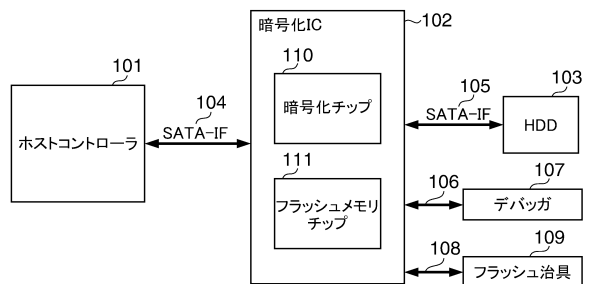 101
ホストコントローラ
104
SATA-IF
102
暗号化IC
110
暗号化チップ
111
フラッシュメモリ
チップ
105
SATA-IF
103
HDD
106
107
デバッガ
108
109
フラッシュ治具